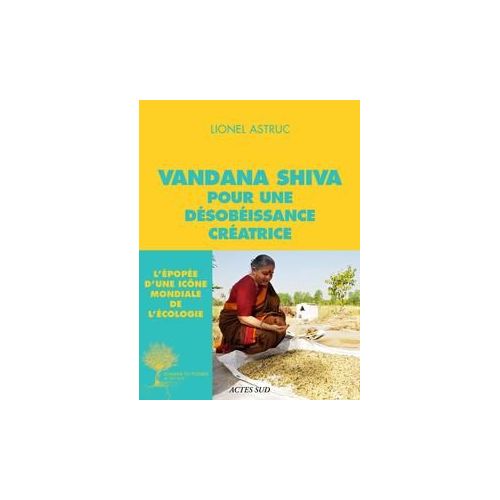 LIONEL ASTRUC
VANDANA SHIVA
POUR UNE
DÉSOBÉISSANCE
CRÉATRICE
L'ÉPOPÉE
D'UNE ICÔNE
MONDIALE
DE
L'ÉCOLOGIE
ACTES SUD